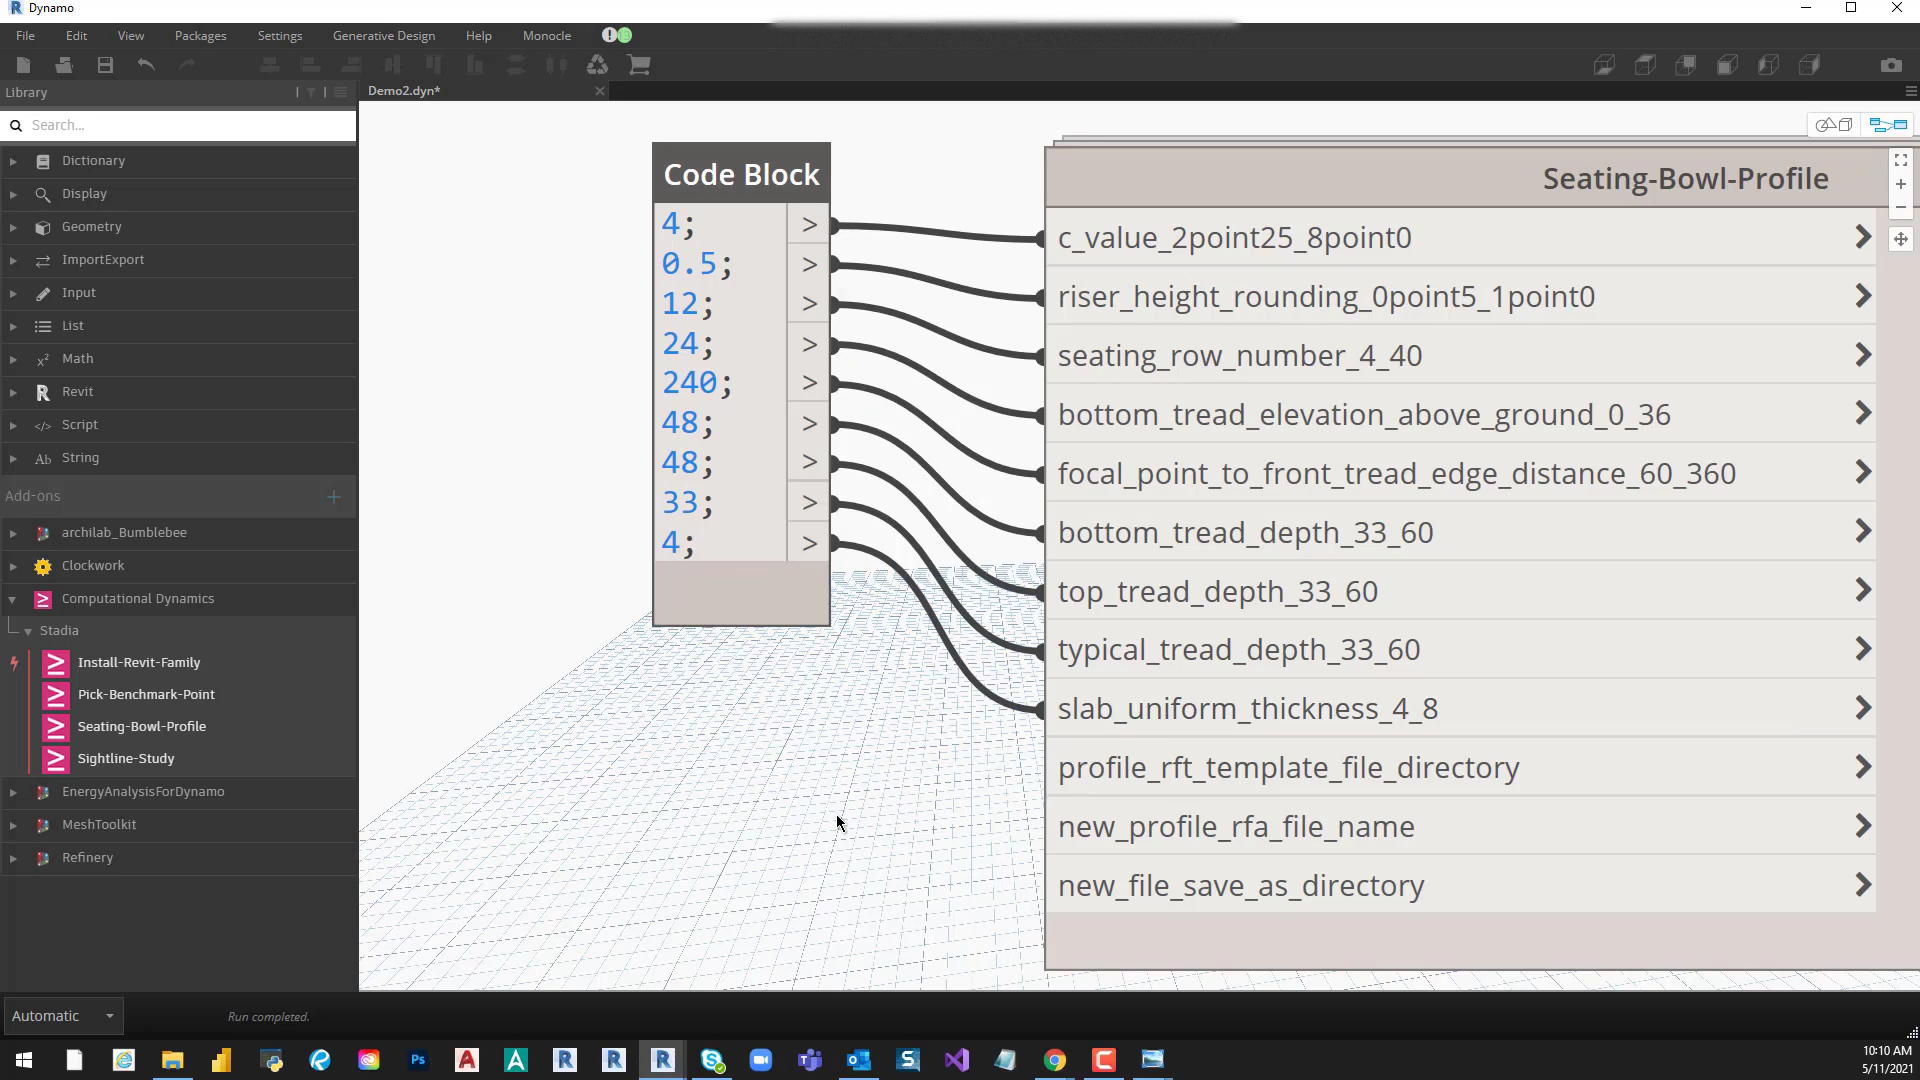 Dynamo
File Edit View Packages Settings Generative Design Help Monocle
Library
Demo2.dyn*
Search...
Dictionary
Display
Geometry
ImportExport
Input
List
Math
Revit
Script
String
Add-ons
archilab_Bumblebee
Clockwork
Computational Dynamics
Stadia
Install-Revit-Family
Pick-Benchmark-Point
Seating-Bowl-Profile
Sightline-Study
EnergyAnalysisForDynamo
MeshToolkit
Refinery
Code Block
4; >
0.5; >
12; >
24; >
240; >
48; >
48; >
33; >
4; >
Seating-Bowl-Profile
c_value_2point25_8point0
riser_height_rounding_0point5_1point0
seating_row_number_4_40
bottom_tread_elevation_above_ground_0_36
focal_point_to_front_tread_edge_distance_60_360
bottom_tread_depth_33_60
top_tread_depth_33_60
typical_tread_depth_33_60
slab_uniform_thickness_4_8
profile_rft_template_file_directory
new_profile_rfa_file_name
new_file_save_as_directory
Automatic
Run completed.
10:10 AM
5/11/2021